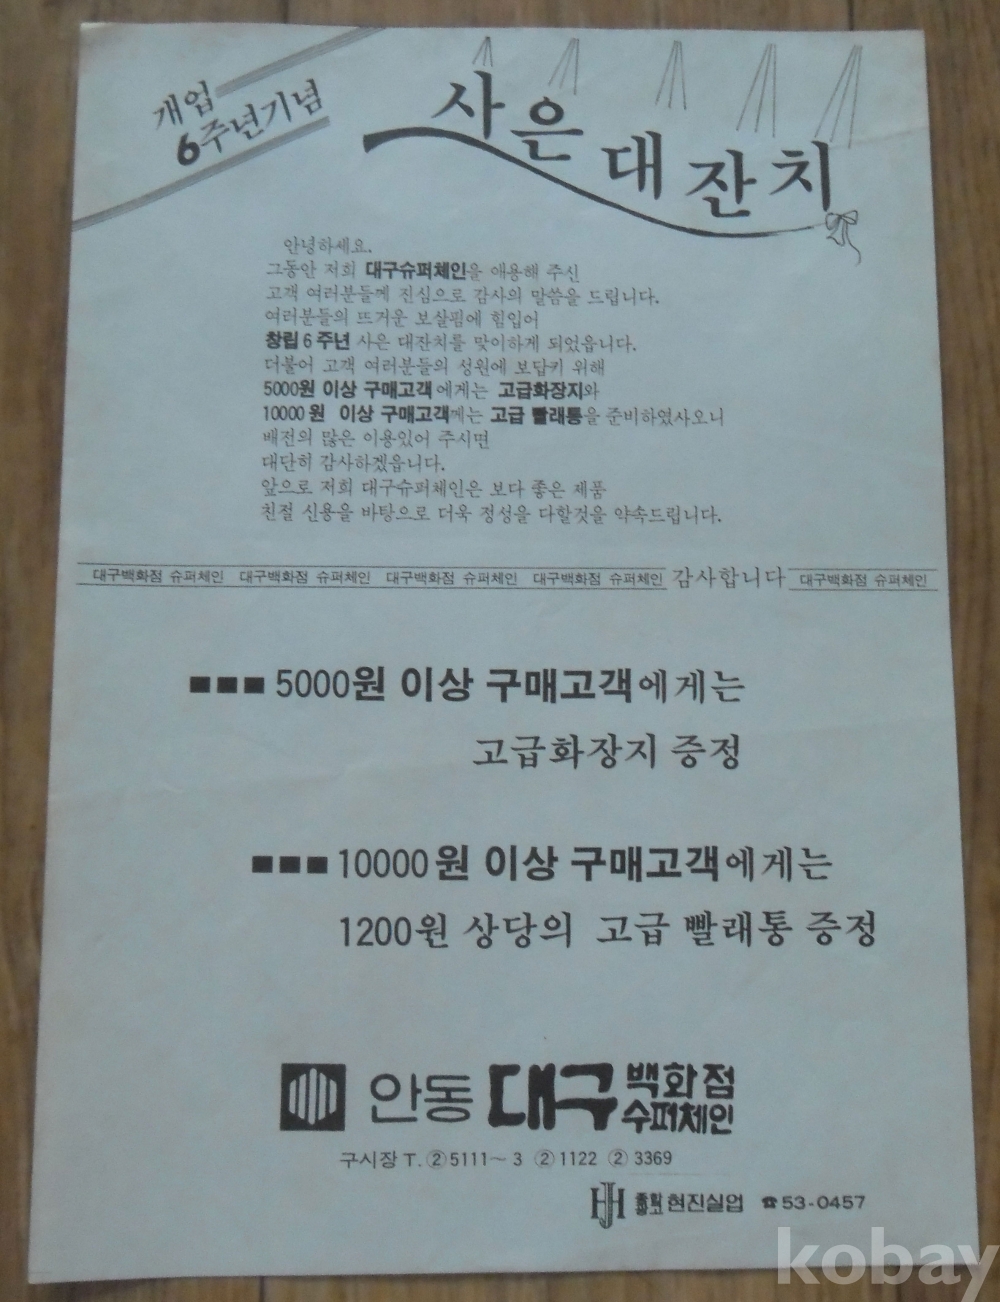 개업
6주년기념
사은대잔치
안녕하세요.
그동안 저희 대구슈퍼체인을 애용해 주신
고객 여러분들께 진심으로 감사의 말씀을 드립니다.
여러분들의 뜨거운 보살핌에 힘입어
창립 6 주년 사은 대잔치를 맞이하게 되었읍니다.
더불어 고객 여러분들의 성원에 보답키 위해
5000원 이상 구매고객에게는 고급화장지와
10000원 이상 구매고객께는 고급 빨래통을 준비하였사오니
배전의 많은 이용있어 주시면
대단히 감사하겠읍니다.
앞으로 저희 대구슈퍼체인은 보다 좋은 제품
친절 신용을 바탕으로 더욱 정성을 다할것을 약속드립니다.
대구백화점 슈퍼체인 대구백화점 슈퍼체인 대구백화점 슈퍼체인 대구백화점 슈퍼체인 감사합니다 대구백화점 슈퍼체인
■■■ 5000원 이상 구매고객에게는
고급화장지 증정
■■■ 10000원 이상 구매고객에게는
1200원 상당의 고급 빨래통 증정
안동 대구 백화점
수퍼체인
구시장 T. ②5111~3 ②1122 ②3369
HJH 종합광고 현진실업 ☎53-0457
kobay